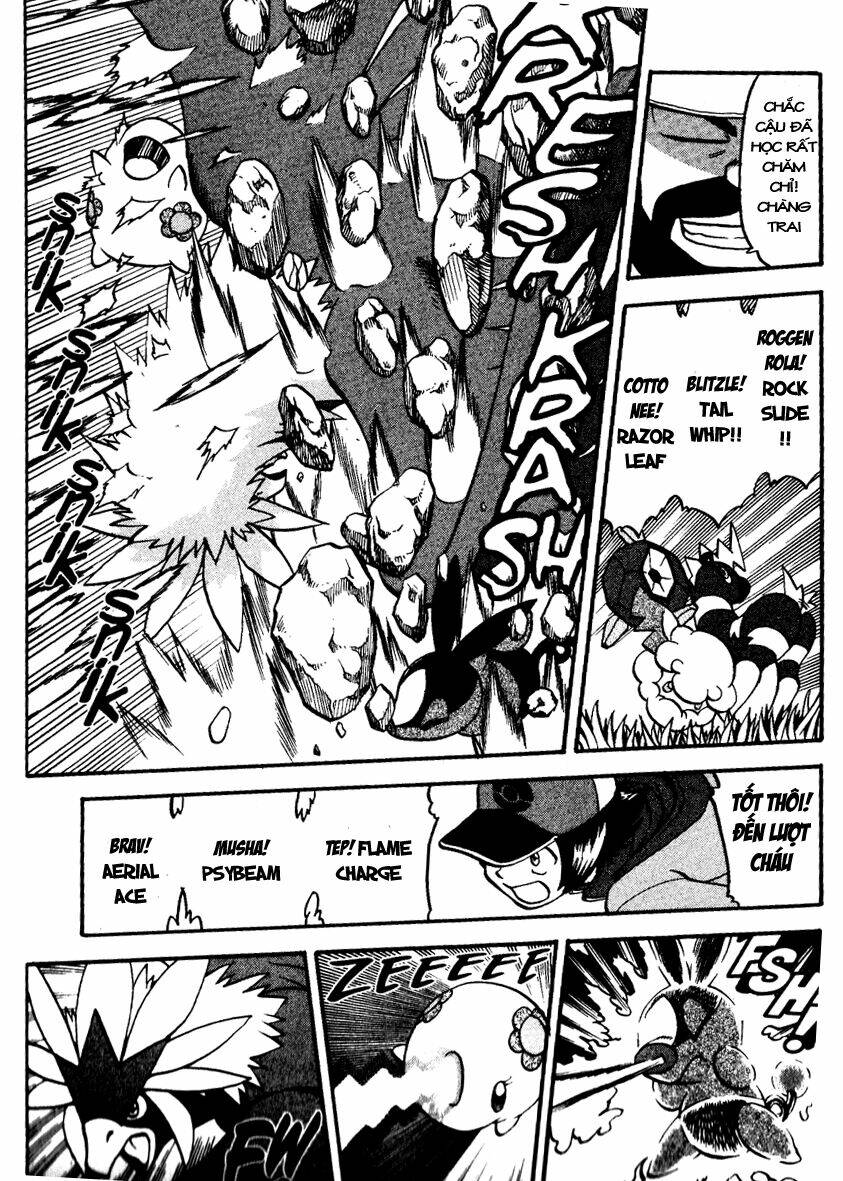 CHẮC
CẬU ĐÃ
HỌC RẤT
CHĂM
CHỈ!
CHÀNG
TRAI
ROGGEN
ROLA!
ROCK
SLIDE
!!
BLITZLE!
TAIL
WHIP!!
COTTO
NEE!
RAZOR
LEAF
KRRESH KRASH
SNIK
SNIK
SNIK
SNIK
TỐT THÔI!
ĐẾN LƯỢT
CHÁU
TEP! FLAME
CHARGE
MUSHA!
PSYBEAM
BRAV!
AERIAL
ACE
FSH!
ZEEEEEE
FW